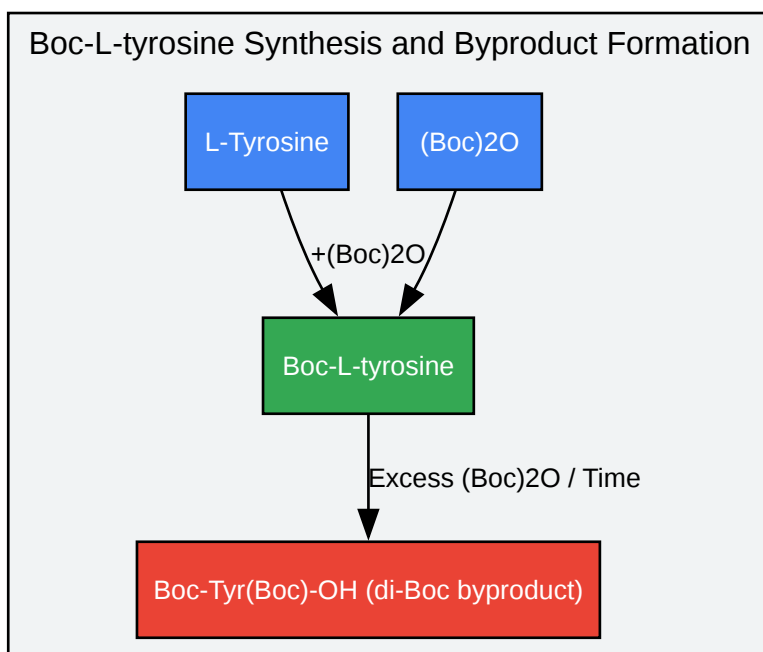 Boc-L-tyrosine Synthesis and Byproduct Formation
L-Tyrosine
(Boc)2O
+(Boc)2O
Boc-L-tyrosine
Excess (Boc)2O / Time
Boc-Tyr(Boc)-OH (di-Boc byproduct)